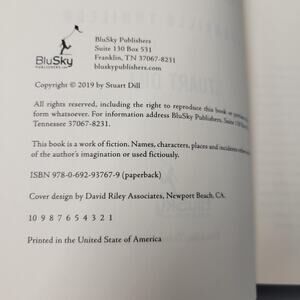 BluSky Publishers
Suite 130 Box 531
Franklin, TN 37067-8231
bluskypublishers.com
BluSky
Copyright © 2019 by Stuart Dill
All rights reserved, including the right to reproduce this book or
form whatsoever. For information address BluSky Publishers, Suite 130
Tennessee 37067-8231.
This book is a work of fiction. Names, characters, places and incidents
of the author's imagination or used fictitiously.
ISBN 978-0-692-93767-9 (paperback)
Cover design by David Riley Associates, Newport Beach, CA.
10 9 8 7 6 5 4 3 2 1
Printed in the United State of America